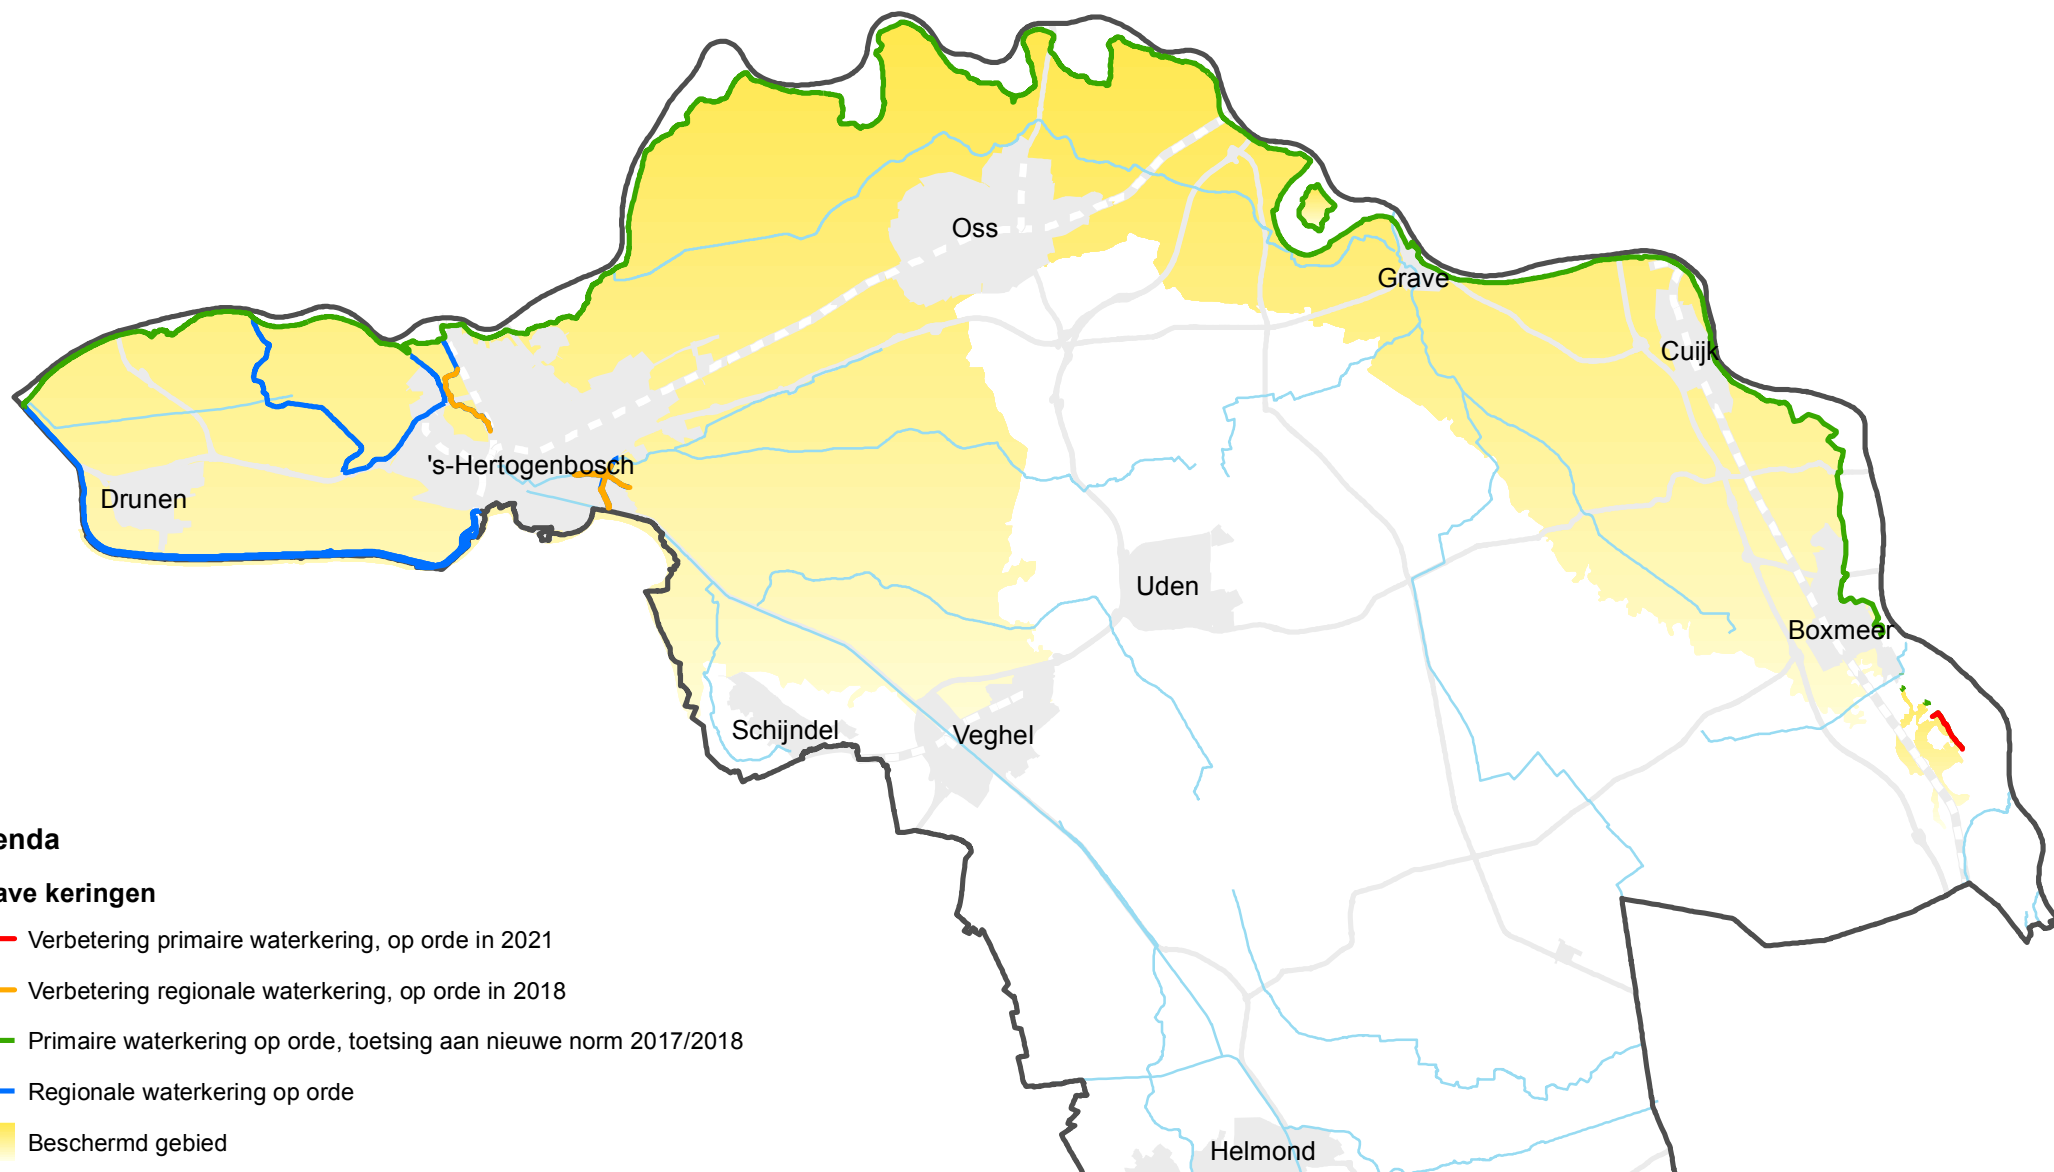 Oss
Grave
Cuijk
's-Hertogenbosch
Drunen
Uden
Boxmeer
Schijndel
Veghel
enda
ave keringen
Verbetering primaire waterkering, op orde in 2021
Verbetering regionale waterkering, op orde in 2018
Primaire waterkering op orde, toetsing aan nieuwe norm 2017/2018
Regionale waterkering op orde
Beschermd gebied
Helmond